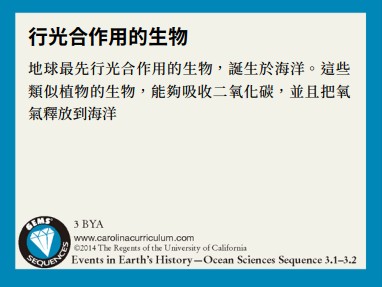 行光合作用的生物
地球最先行光合作用的生物，誕生於海洋。這些
類似植物的生物，能夠吸收二氧化碳，並且把氧
氣釋放到海洋
3 BYA
www.carolinacurriculum.com
©2014 The Regents of the University of California
Events in Earth's History—Ocean Sciences Sequence 3.1–3.2
GEMS®
SEQUENCES